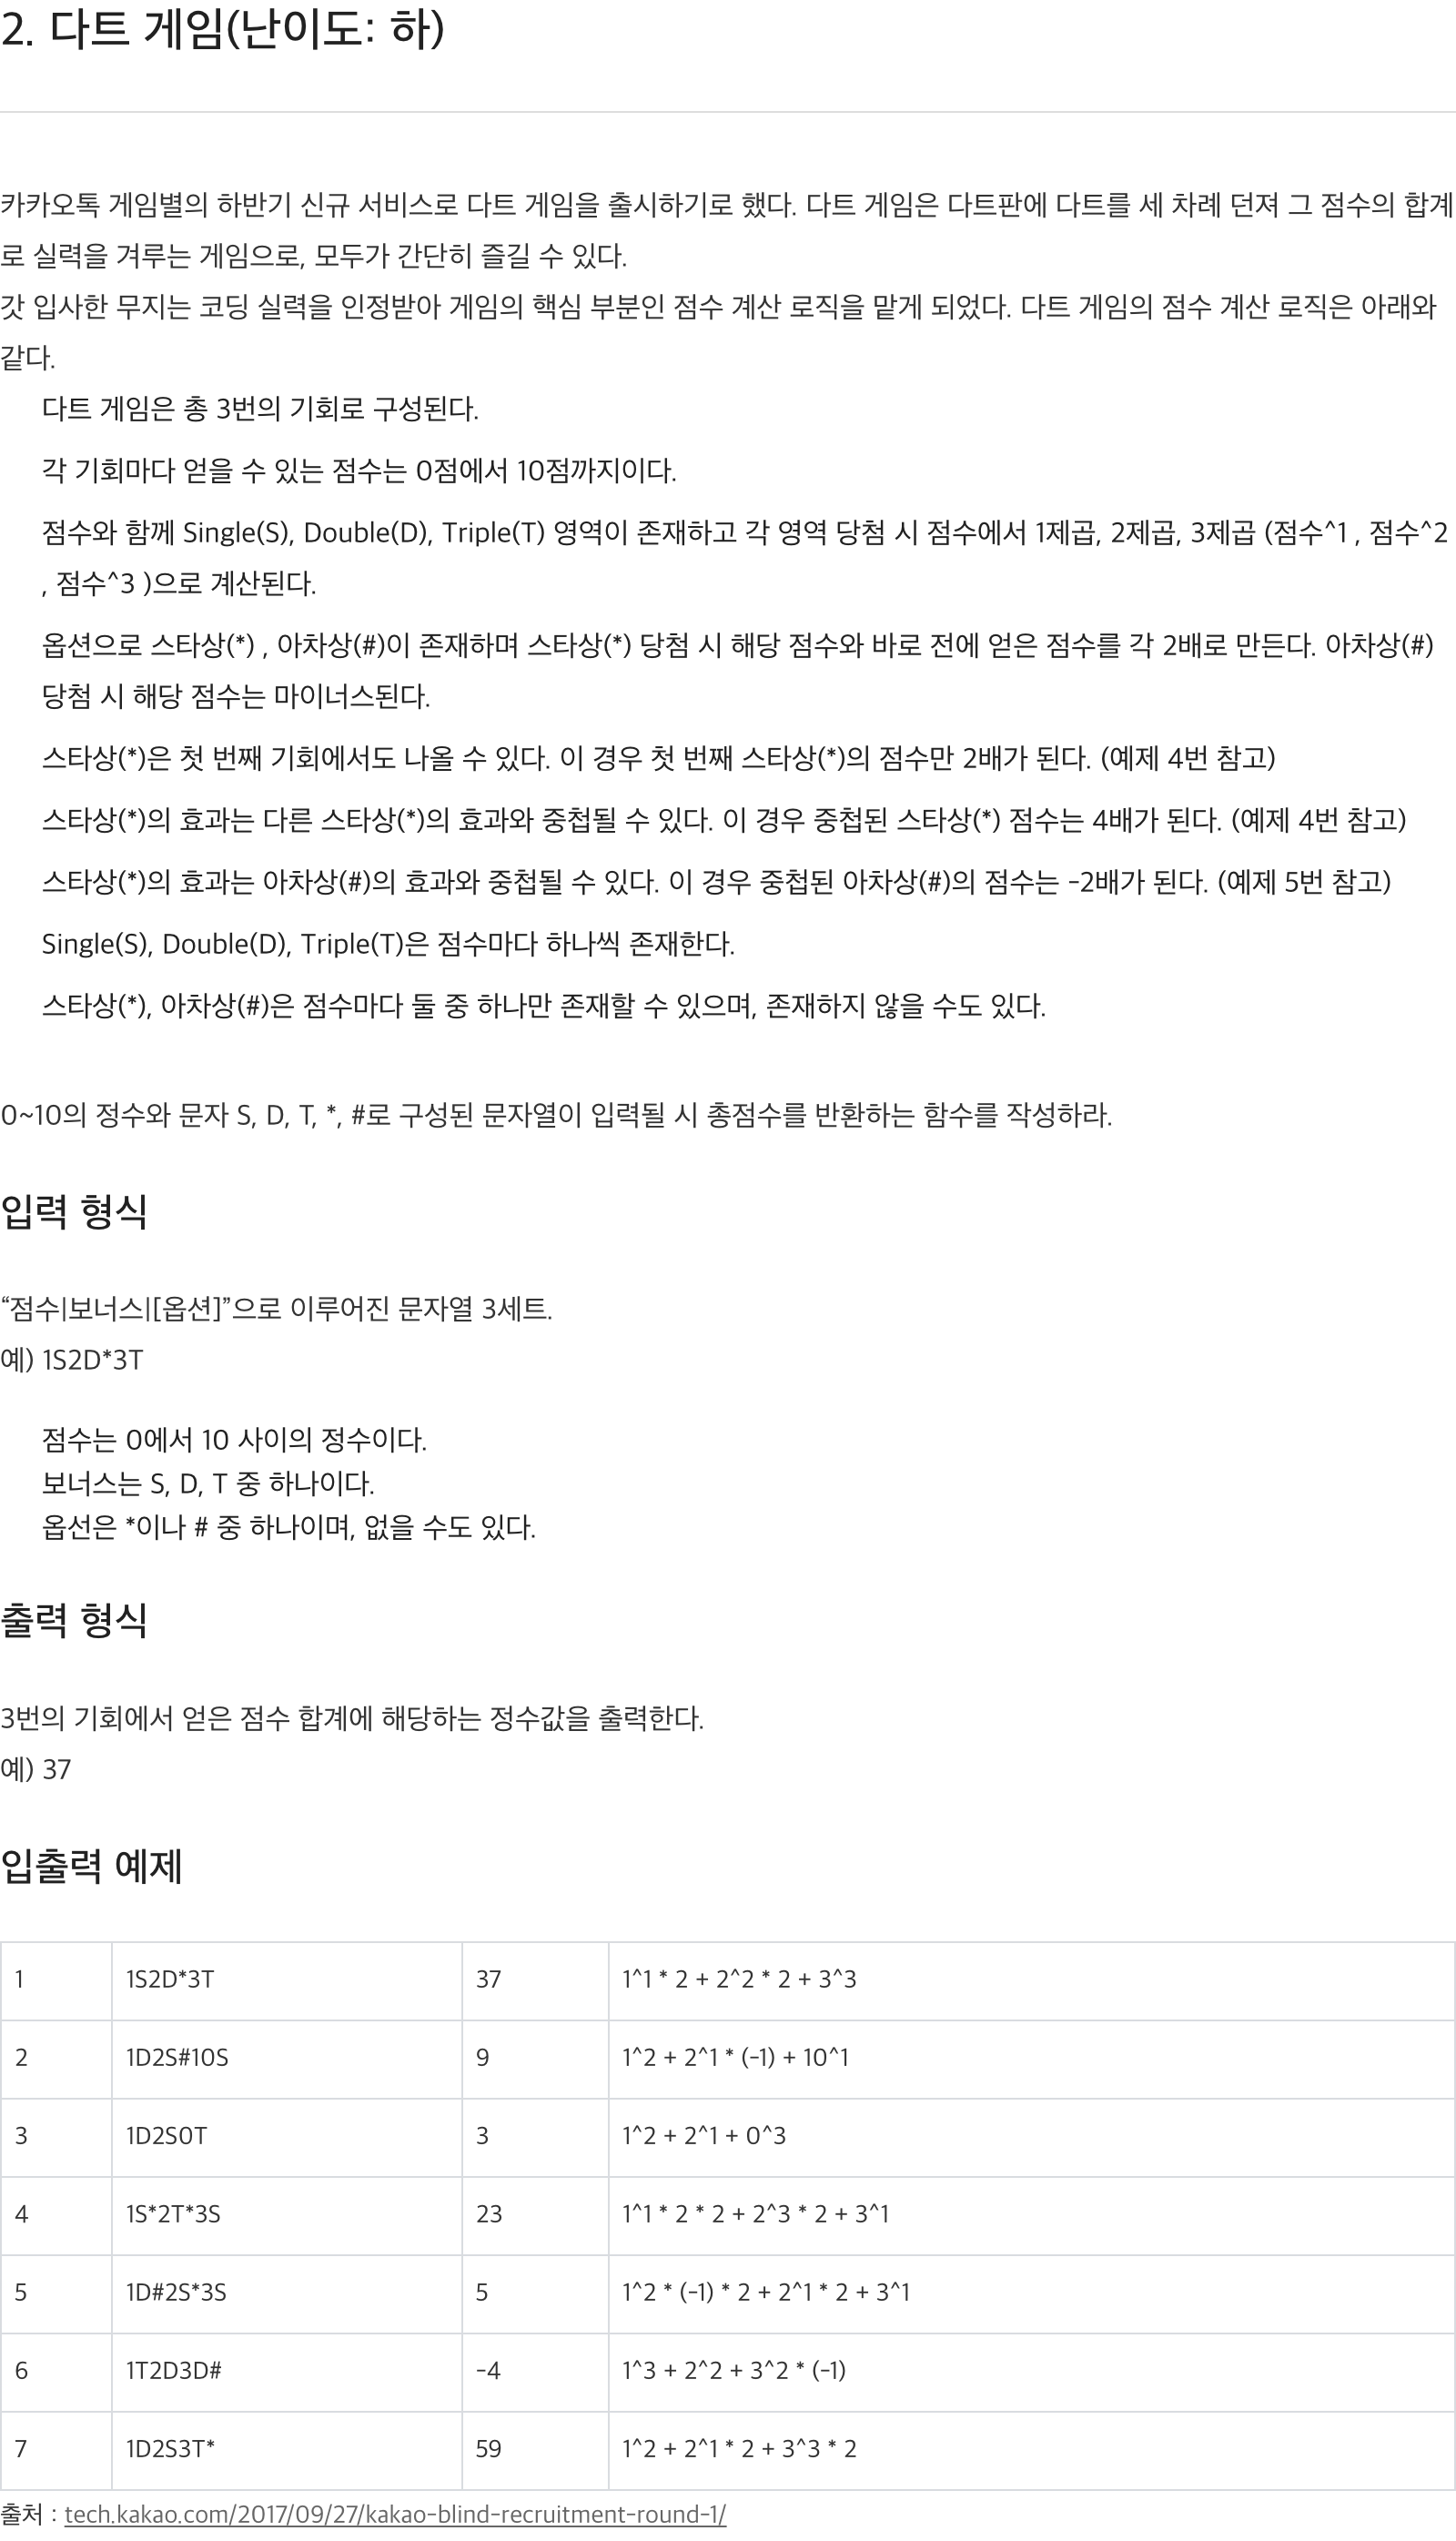 2. 다트 게임(난이도: 하)
카카오톡 게임별의 하반기 신규 서비스로 다트 게임을 출시하기로 했다. 다트 게임은 다트판에 다트를 세 차례 던져 그 점수의 합계
로 실력을 겨루는 게임으로, 모두가 간단히 즐길 수 있다.
갓 입사한 무지는 코딩 실력을 인정받아 게임의 핵심 부분인 점수 계산 로직을 맡게 되었다. 다트 게임의 점수 계산 로직은 아래와
같다.
다트 게임은 총 3번의 기회로 구성된다.
각 기회마다 얻을 수 있는 점수는 0점에서 10점까지이다.
점수와 함께 Single(S), Double(D), Triple(T) 영역이 존재하고 각 영역 당첨 시 점수에서 1제곱, 2제곱, 3제곱 (점수^1 , 점수^2
, 점수^3 )으로 계산된다.
옵션으로 스타상(*) , 아차상(#)이 존재하며 스타상(*) 당첨 시 해당 점수와 바로 전에 얻은 점수를 각 2배로 만든다. 아차상(#)
당첨 시 해당 점수는 마이너스된다.
스타상(*)은 첫 번째 기회에서도 나올 수 있다. 이 경우 첫 번째 스타상(*)의 점수만 2배가 된다. (예제 4번 참고)
스타상(*)의 효과는 다른 스타상(*)의 효과와 중첩될 수 있다. 이 경우 중첩된 스타상(*) 점수는 4배가 된다. (예제 4번 참고)
스타상(*)의 효과는 아차상(#)의 효과와 중첩될 수 있다. 이 경우 중첩된 아차상(#)의 점수는 -2배가 된다. (예제 5번 참고)
Single(S), Double(D), Triple(T)은 점수마다 하나씩 존재한다.
스타상(*), 아차상(#)은 점수마다 둘 중 하나만 존재할 수 있으며, 존재하지 않을 수도 있다.
0~10의 정수와 문자 S, D, T, *, #로 구성된 문자열이 입력될 시 총점수를 반환하는 함수를 작성하라.
입력 형식
“점수|보너스|[옵션]”으로 이루어진 문자열 3세트.
예) 1S2D*3T
점수는 0에서 10 사이의 정수이다.
보너스는 S, D, T 중 하나이다.
옵선은 *이나 # 중 하나이며, 없을 수도 있다.
출력 형식
3번의 기회에서 얻은 점수 합계에 해당하는 정수값을 출력한다.
예) 37
입출력 예제
1 1S2D*3T 37 1^1 * 2 + 2^2 * 2 + 3^3
2 1D2S#10S 9 1^2 + 2^1 * (-1) + 10^1
3 1D2S0T 3 1^2 + 2^1 + 0^3
4 1S*2T*3S 23 1^1 * 2 * 2 + 2^3 * 2 + 3^1
5 1D#2S*3S 5 1^2 * (-1) * 2 + 2^1 * 2 + 3^1
6 1T2D3D# -4 1^3 + 2^2 + 3^2 * (-1)
7 1D2S3T* 59 1^2 + 2^1 * 2 + 3^3 * 2
출처 : tech.kakao.com/2017/09/27/kakao-blind-recruitment-round-1/